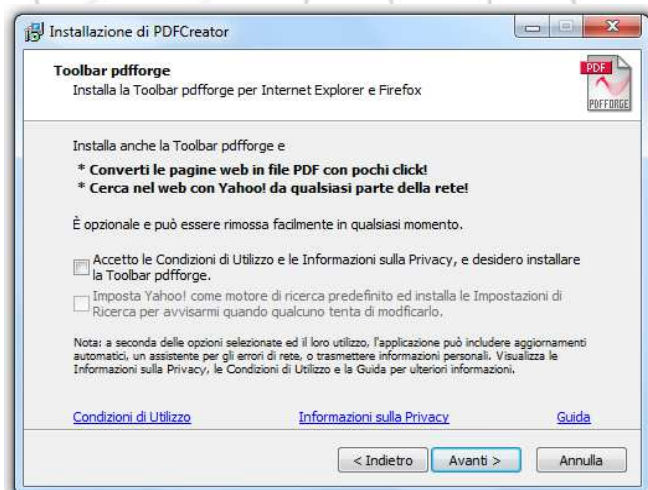 Installazione di PDFCreator
Toolbar pdfforge
Installa la Toolbar pdfforge per Internet Explorer e Firefox
PDF
PDFFORGE
Installa anche la Toolbar pdfforge e
* Converti le pagine web in file PDF con pochi click!
* Cerca nel web con Yahoo! da qualsiasi parte della rete!
È opzionale e può essere rimossa facilmente in qualsiasi momento.
Accetto le Condizioni di Utilizzo e le Informazioni sulla Privacy, e desidero installare
la Toolbar pdfforge.
Imposta Yahoo! come motore di ricerca predefinito ed installa le Impostazioni di
Ricerca per avvisarmi quando qualcuno tenta di modficarlo.
Nota: a seconda delle opzioni selezionate ed il loro utilizzo, l'applicazione può includere aggiornamenti
automatici, un assistente per gli errori di rete, o trasmettere informazioni personali. Visualizza le
Informazioni sulla Privacy, le Condizioni di Utilizzo e la Guida per ulteriori informazioni.
Condizioni di Utilizzo Informazioni sulla Privacy Guida
< Indietro Avanti > Annulla